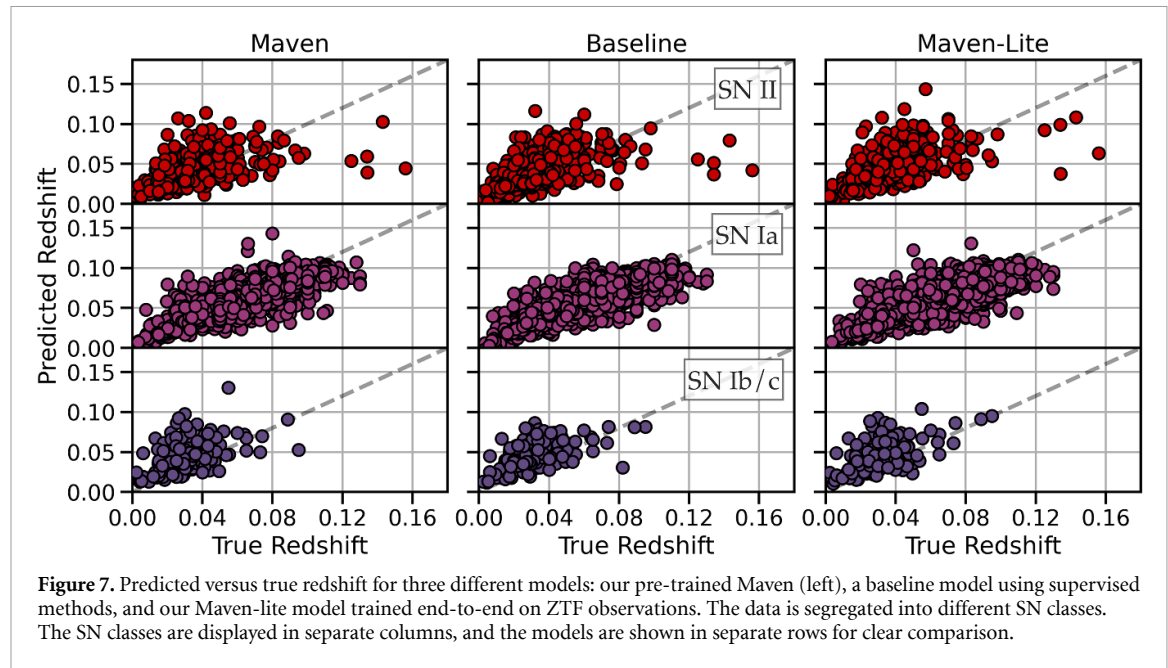 Maven Baseline Maven-Lite
Predicted Redshift
0.15
0.10
0.05
0.00
SN II
0.15
0.10
0.05
0.00
SN Ia
0.15
0.10
0.05
0.00
SN Ib/c
0.00 0.04 0.08 0.12 0.16 0.00 0.04 0.08 0.12 0.16 0.00 0.04 0.08 0.12 0.16
True Redshift True Redshift True Redshift
Figure 7. Predicted versus true redshift for three different models: our pre-trained Maven (left), a baseline model using supervised
methods, and our Maven-lite model trained end-to-end on ZTF observations. The data is segregated into different SN classes.
The SN classes are displayed in separate columns, and the models are shown in separate rows for clear comparison.